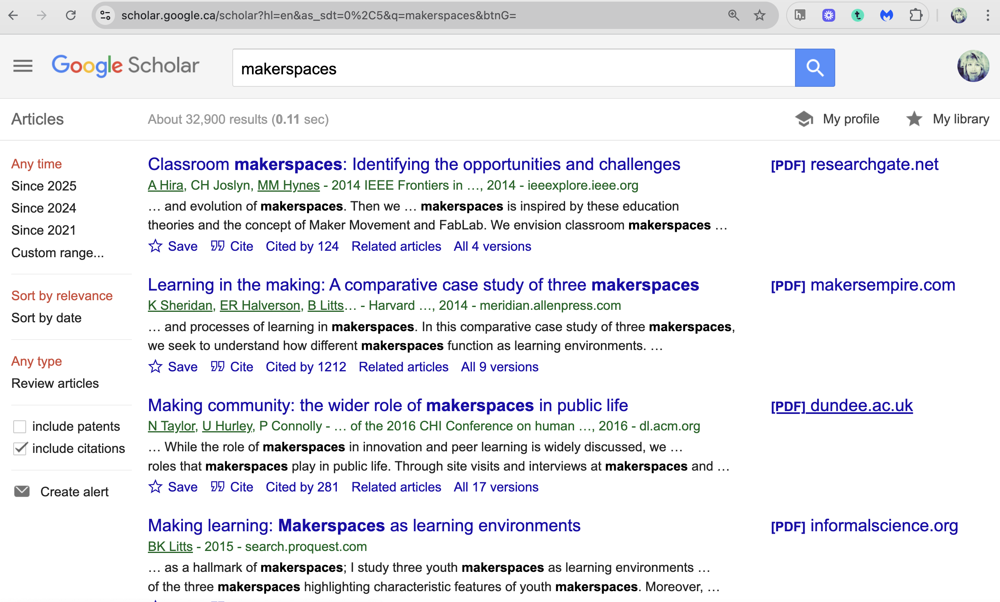 scholar.google.ca/scholar?hl=en&as_sdt=0%2C5&q=makerspaces&btnG=
h.
t
Google Scholar
makerspaces
Articles
About 32,900 results (0.11 sec)
My profile
My library
Any time
Since 2025
Since 2024
Since 2021
Custom range...
Sort by relevance
Sort by date
Any type
Review articles
include patents
include citations
Create alert
Classroom makerspaces: Identifying the opportunities and challenges
A Hira, CH Joslyn, MM Hynes - 2014 IEEE Frontiers in …, 2014 - ieeexplore.ieee.org
… and evolution of makerspaces. Then we … makerspaces is inspired by these education
theories and the concept of Maker Movement and FabLab. We envision classroom makerspaces …
Save Cite Cited by 124 Related articles All 4 versions
[PDF] researchgate.net
Learning in the making: A comparative case study of three makerspaces
K Sheridan, ER Halverson, B Litts… - Harvard …, 2014 - meridian.allenpress.com
… and processes of learning in makerspaces. In this comparative case study of three makerspaces,
we seek to understand how different makerspaces function as learning environments. …
Save Cite Cited by 1212 Related articles All 9 versions
[PDF] makersempire.com
Making community: the wider role of makerspaces in public life
N Taylor, U Hurley, P Connolly - … of the 2016 CHI Conference on human …, 2016 - dl.acm.org
… While the role of makerspaces in innovation and peer learning is widely discussed, we …
roles that makerspaces play in public life. Through site visits and interviews at makerspaces and …
Save Cite Cited by 281 Related articles All 17 versions
[PDF] dundee.ac.uk
Making learning: Makerspaces as learning environments
BK Litts - 2015 - search.proquest.com
… as a hallmark of makerspaces; I study three youth makerspaces as learning environments …
of the three makerspaces highlighting characteristic features of youth makerspaces. Moreover, …
[PDF] informalscience.org